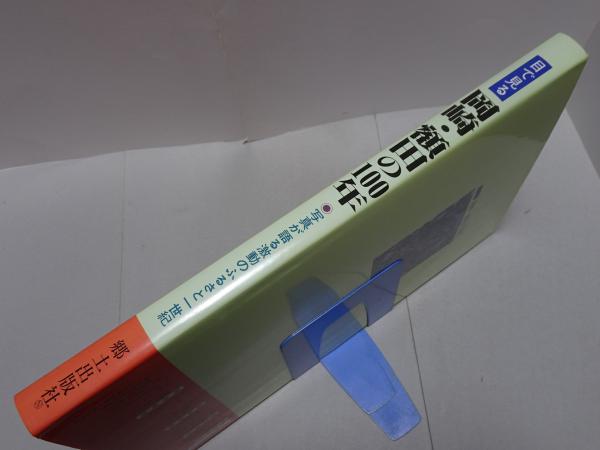 目で見る
岡崎・額田の100年
◉写真が語る激動のふるさと一世紀
郷土出版社